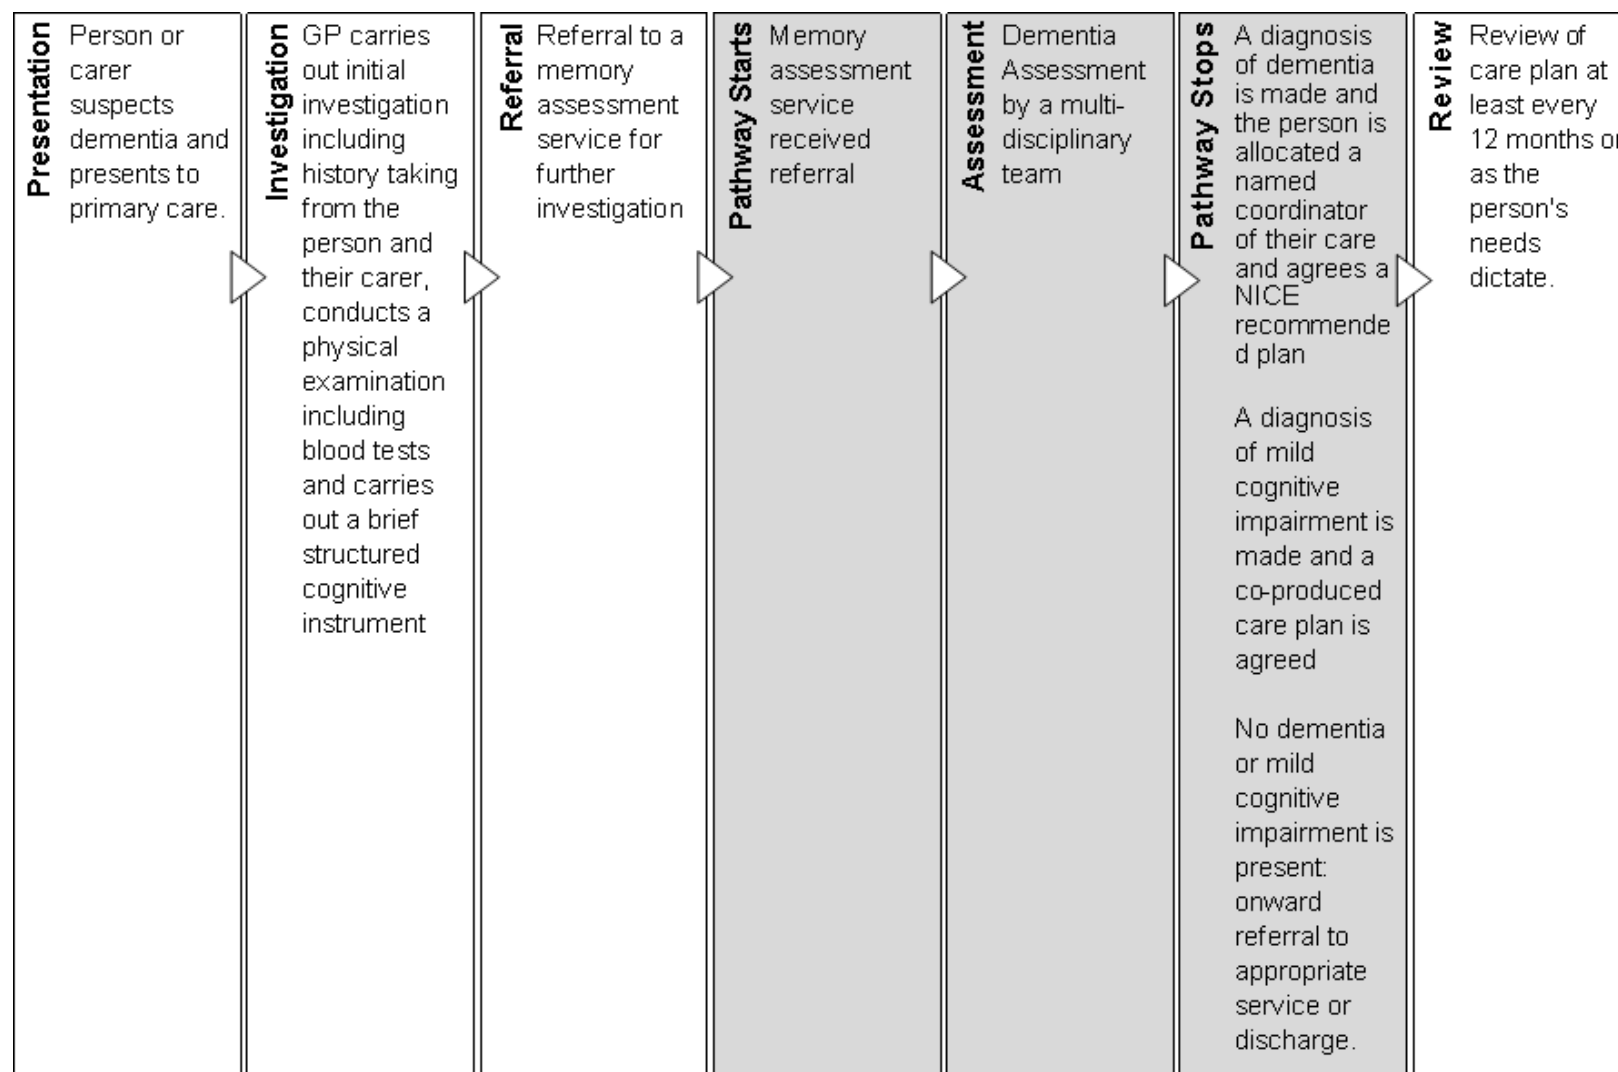 Presentation
Person or
carer
suspects
dementia and
presents to
primary care.
Investigation
GP carries
out initial
investigation
including
history taking
from the
person and
their carer,
conducts a
physical
examination
including
blood tests
and carries
out a brief
structured
cognitive
instrument
Referral
Referral to a
memory
assessment
service for
further
investigation
Pathway Starts
Memory
assessment
service
received
referral
Assessment
Dementia
Assessment
by a multi-
disciplinary
team
Pathway Stops
A diagnosis
of dementia
is made and
the person is
allocated a
named
coordinator
of their care
and agrees a
NICE
recommende
d plan
A diagnosis
of mild
cognitive
impairment is
made and a
co-produced
care plan is
agreed
No dementia
or mild
cognitive
impairment is
present:
onward
referral to
appropriate
service or
discharge.
Review
Review of
care plan at
least every
12 months or
as the
person's
needs
dictate.